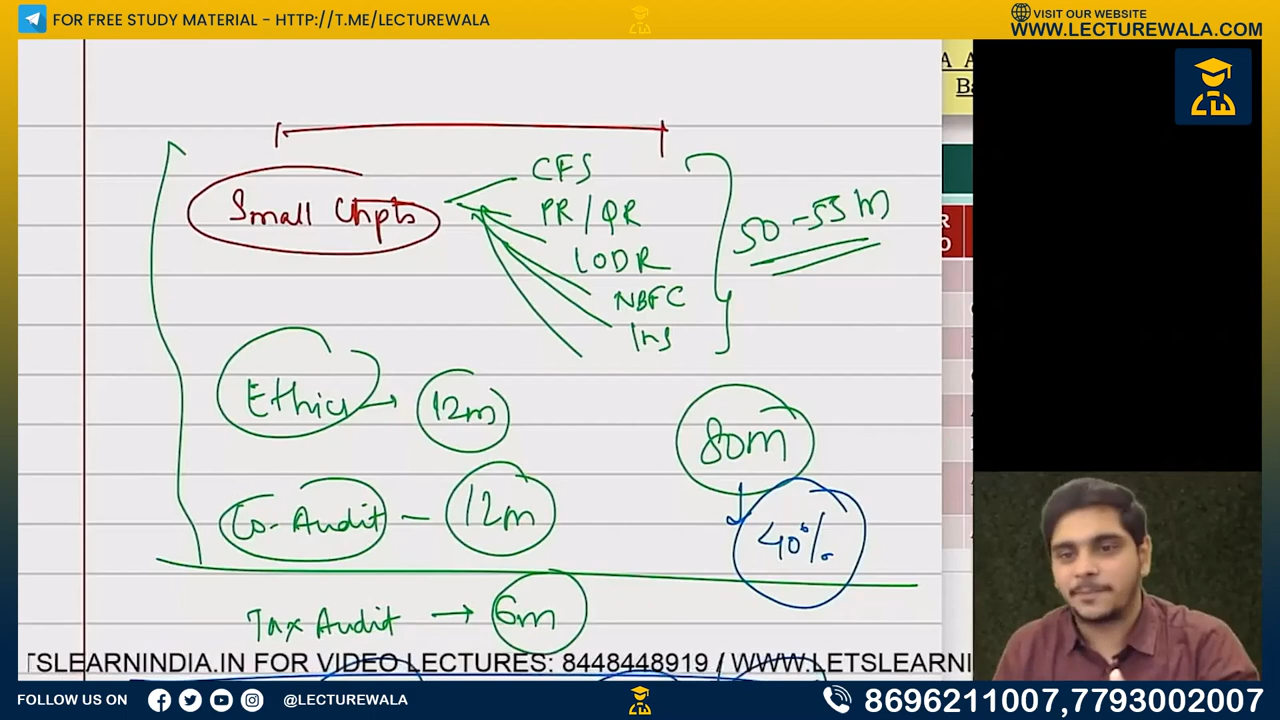 FOR FREE STUDY MATERIAL - HTTP://T.ME/LECTUREWALA
VISIT OUR WEBSITE
WWW.LECTUREWALA.COM
Small Chpts
CFS
PR/QR
LODR
NBFC
Ins
50-55m
Ethics → 12m
80m
Co-Audit - 12m
40%
Tax Audit → 6m
TSLEARNINDIA.IN FOR VIDEO LECTURES: 8448448919 / WWW.LETSLEARNI
FOLLOW US ON
@LECTUREWALA
8696211007,7793002007